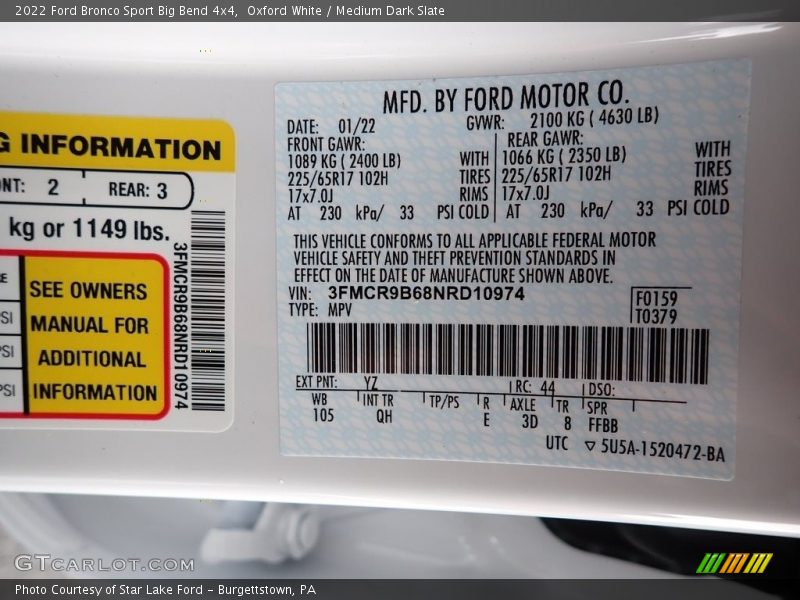 2022 Ford Bronco Sport Big Bend 4x4,  Oxford White / Medium Dark Slate
G INFORMATION
NT: 2 REAR: 3
kg or 1149 lbs.
SEE OWNERS
MANUAL FOR
ADDITIONAL
INFORMATION
PSI
PSI
PSI
3FMCR9B68NRD10974
MFD. BY FORD MOTOR CO.
DATE: 01/22 GVWR: 2100 KG ( 4630 LB)
FRONT GAWR: REAR GAWR:
1089 KG ( 2400 LB) WITH 1066 KG ( 2350 LB) WITH
225/65R17 102H TIRES 225/65R17 102H TIRES
17x7.0J RIMS 17x7.0J RIMS
AT 230 kPa/ 33 PSI COLD AT 230 kPa/ 33 PSI COLD
THIS VEHICLE CONFORMS TO ALL APPLICABLE FEDERAL MOTOR
VEHICLE SAFETY AND THEFT PREVENTION STANDARDS IN
EFFECT ON THE DATE OF MANUFACTURE SHOWN ABOVE.
VIN: 3FMCR9B68NRD10974 F0159
TYPE: MPV T0379
EXT PNT: YZ RC: 44 DSO:
WB INT TR TP/PS R AXLE TR SPR
105 QH E 3D 8 FFBB
UTC ▽ 5U5A-1520472-BA
GTCARLOT.COM
Photo Courtesy of Star Lake Ford - Burgettstown, PA